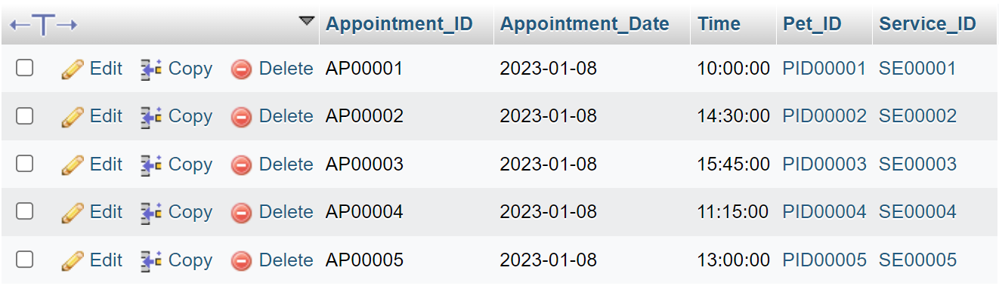 Appointment_ID Appointment_Date Time Pet_ID Service_ID
Edit Copy Delete AP00001 2023-01-08 10:00:00 PID00001 SE00001
Edit Copy Delete AP00002 2023-01-08 14:30:00 PID00002 SE00002
Edit Copy Delete AP00003 2023-01-08 15:45:00 PID00003 SE00003
Edit Copy Delete AP00004 2023-01-08 11:15:00 PID00004 SE00004
Edit Copy Delete AP00005 2023-01-08 13:00:00 PID00005 SE00005